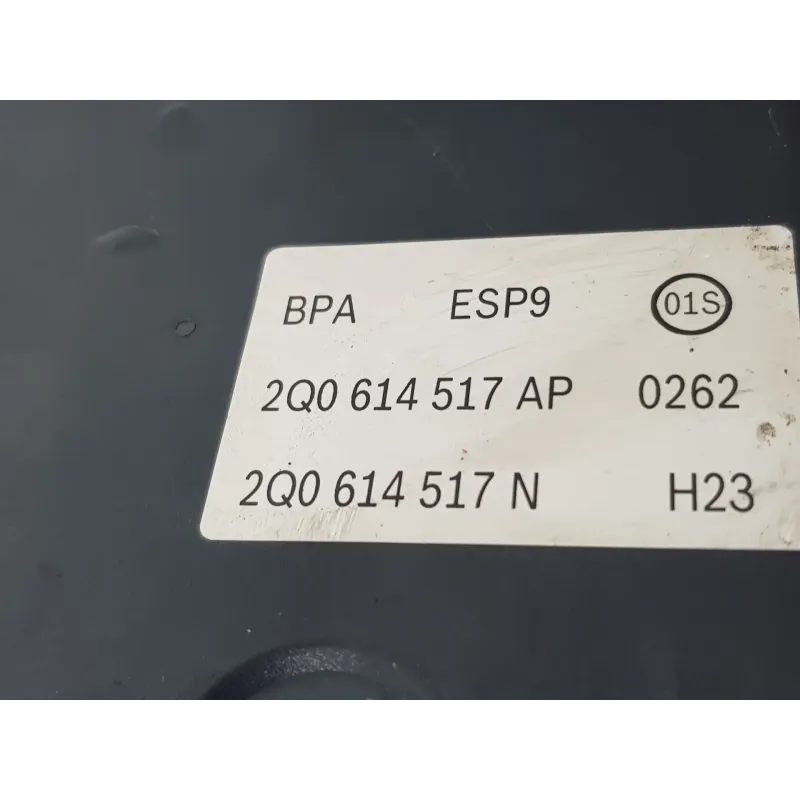 BPA ESP9 01S
2Q0 614 517 AP 0262
2Q0 614 517 N H23